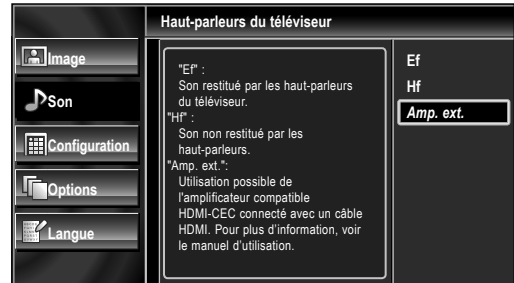 Haut-parleurs du téléviseur
Image
Son
Configuration
Options
Langue
"Ef" :
Son restitué par les haut-parleurs
du téléviseur.
"Hf" :
Son non restitué par les
haut-parleurs.
"Amp. ext.":
Utilisation possible de
l'amplificateur compatible
HDMI-CEC connecté avec un câble
HDMI. Pour plus d'information, voir
le manuel d'utilisation.
Ef
Hf
Amp. ext.